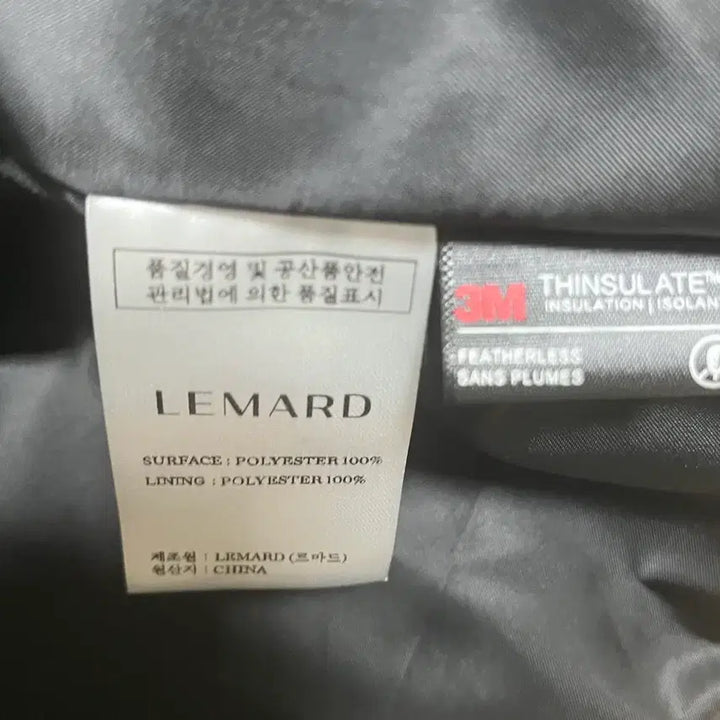 품질경영 및 공산품안전
관리법에 의한 품질표시
LEMARD
SURFACE : POLYESTER 100%
LINING : POLYESTER 100%
제조원 : LEMARD (르마드)
원산지 : CHINA
3M THINSULATE™
INSULATION | ISOLAN
FEATHERLESS
SANS PLUMES